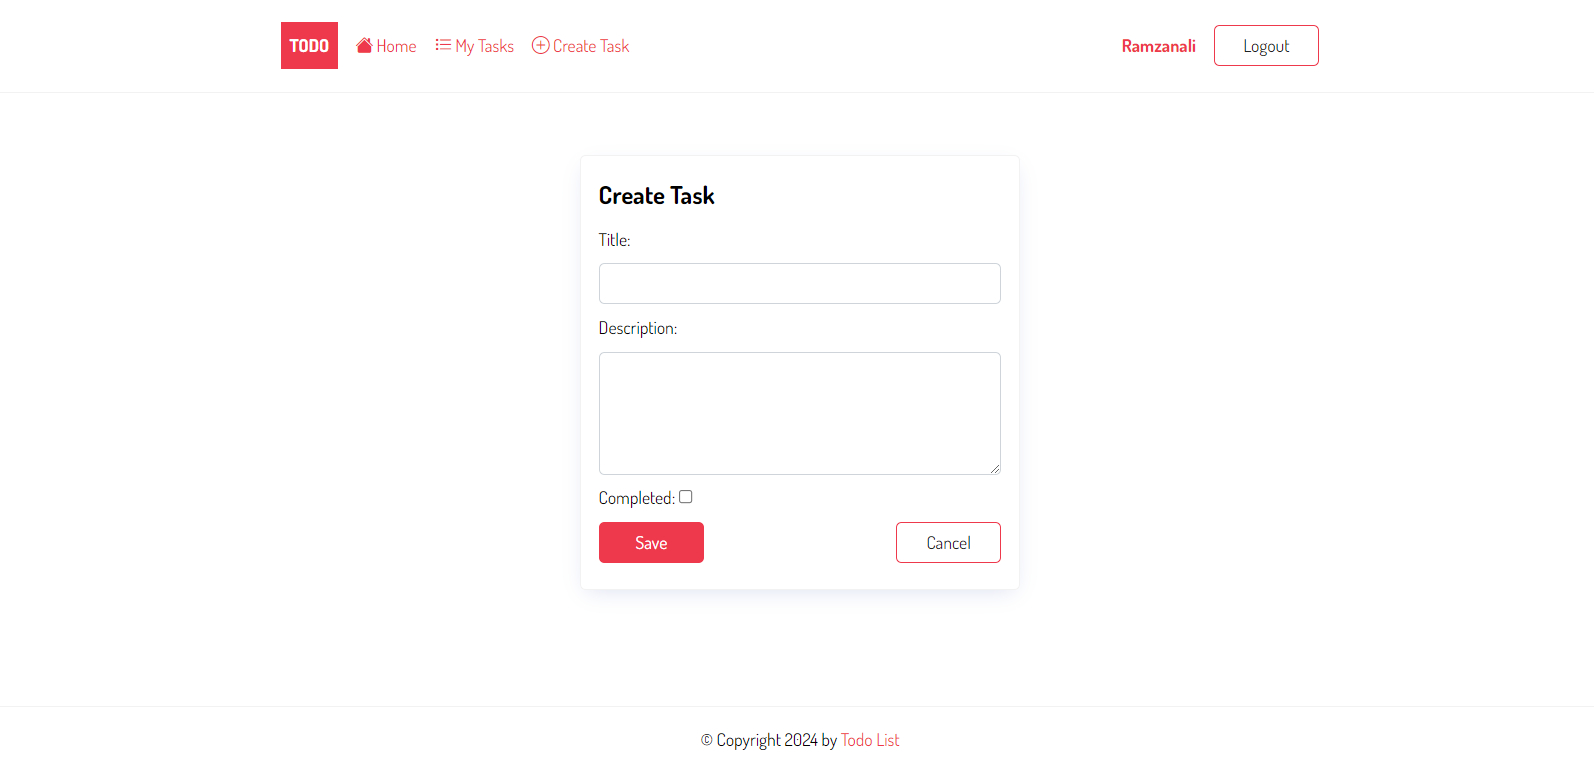 TODO Home My Tasks Create Task Ramzanali Logout
Create Task
Title:
Description:
Completed:
Save Cancel
© Copyright 2024 by Todo List